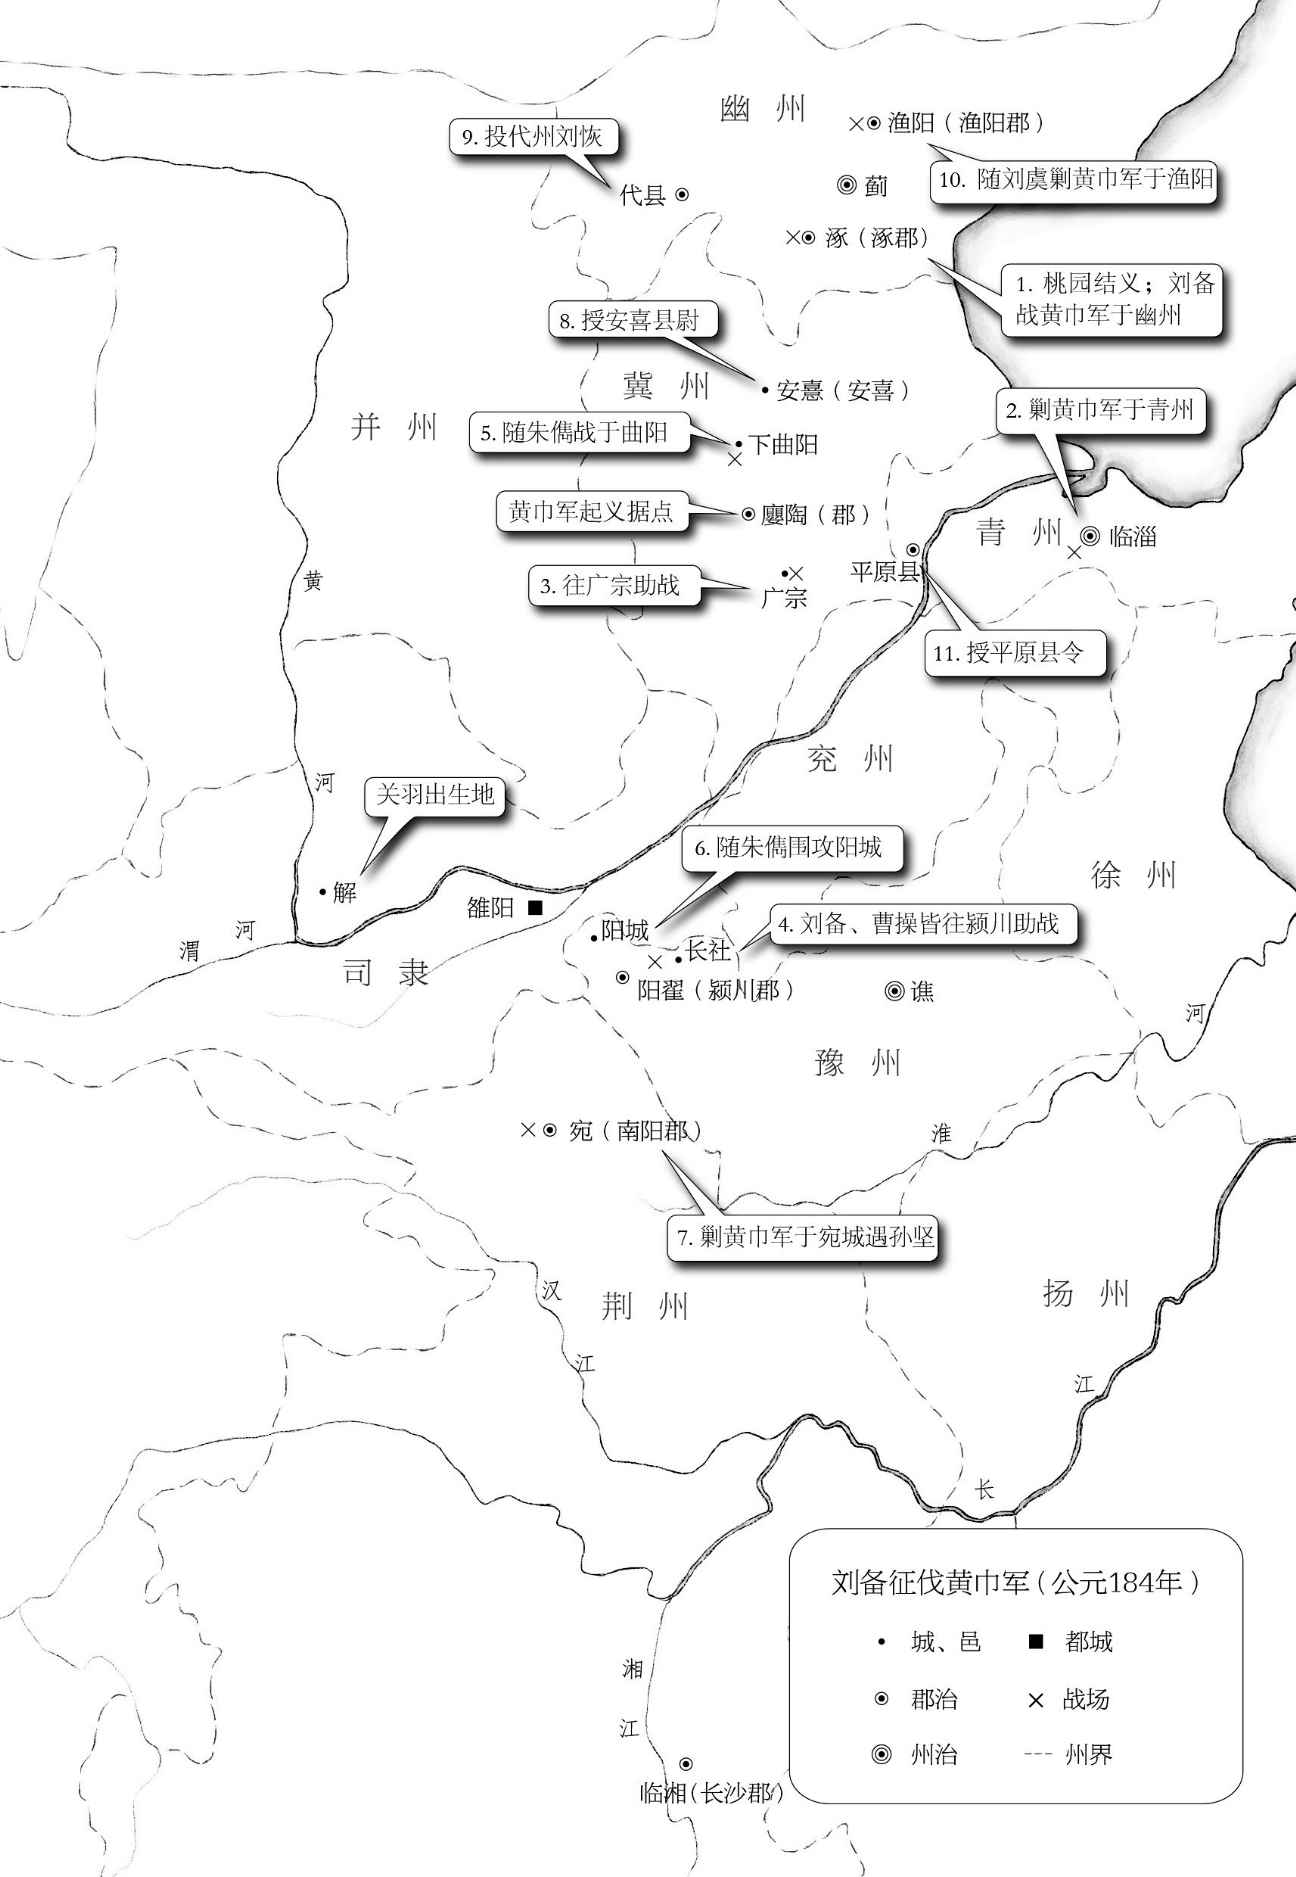 幽 州
渔阳（渔阳郡）
9. 投代州刘恢
10. 随刘虞剿黄巾军于渔阳
代县
蓟
涿（涿郡）
1. 桃园结义；刘备
战黄巾军于幽州
8. 授安喜县尉
冀 州
安憙（安喜）
2. 剿黄巾军于青州
并 州
5. 随朱儁战于曲阳
下曲阳
黄巾军起义据点
廮陶（郡）
青 州
临淄
平原县
3. 往广宗助战
广宗
黄
11. 授平原县令
兖 州
河
关羽出生地
6. 随朱儁围攻阳城
徐 州
解
雒阳
阳城
4. 刘备、曹操皆往颍川助战
长社
渭
河
司 隶
阳翟（颍川郡）
谯
河
豫 州
宛（南阳郡）
淮
7. 剿黄巾军于宛城遇孙坚
汉
荆 州
扬 州
江
江
长
刘备征伐黄巾军（公元184年）
城、邑
都城
郡治
战场
州治
州界
湘
江
临湘（长沙郡）